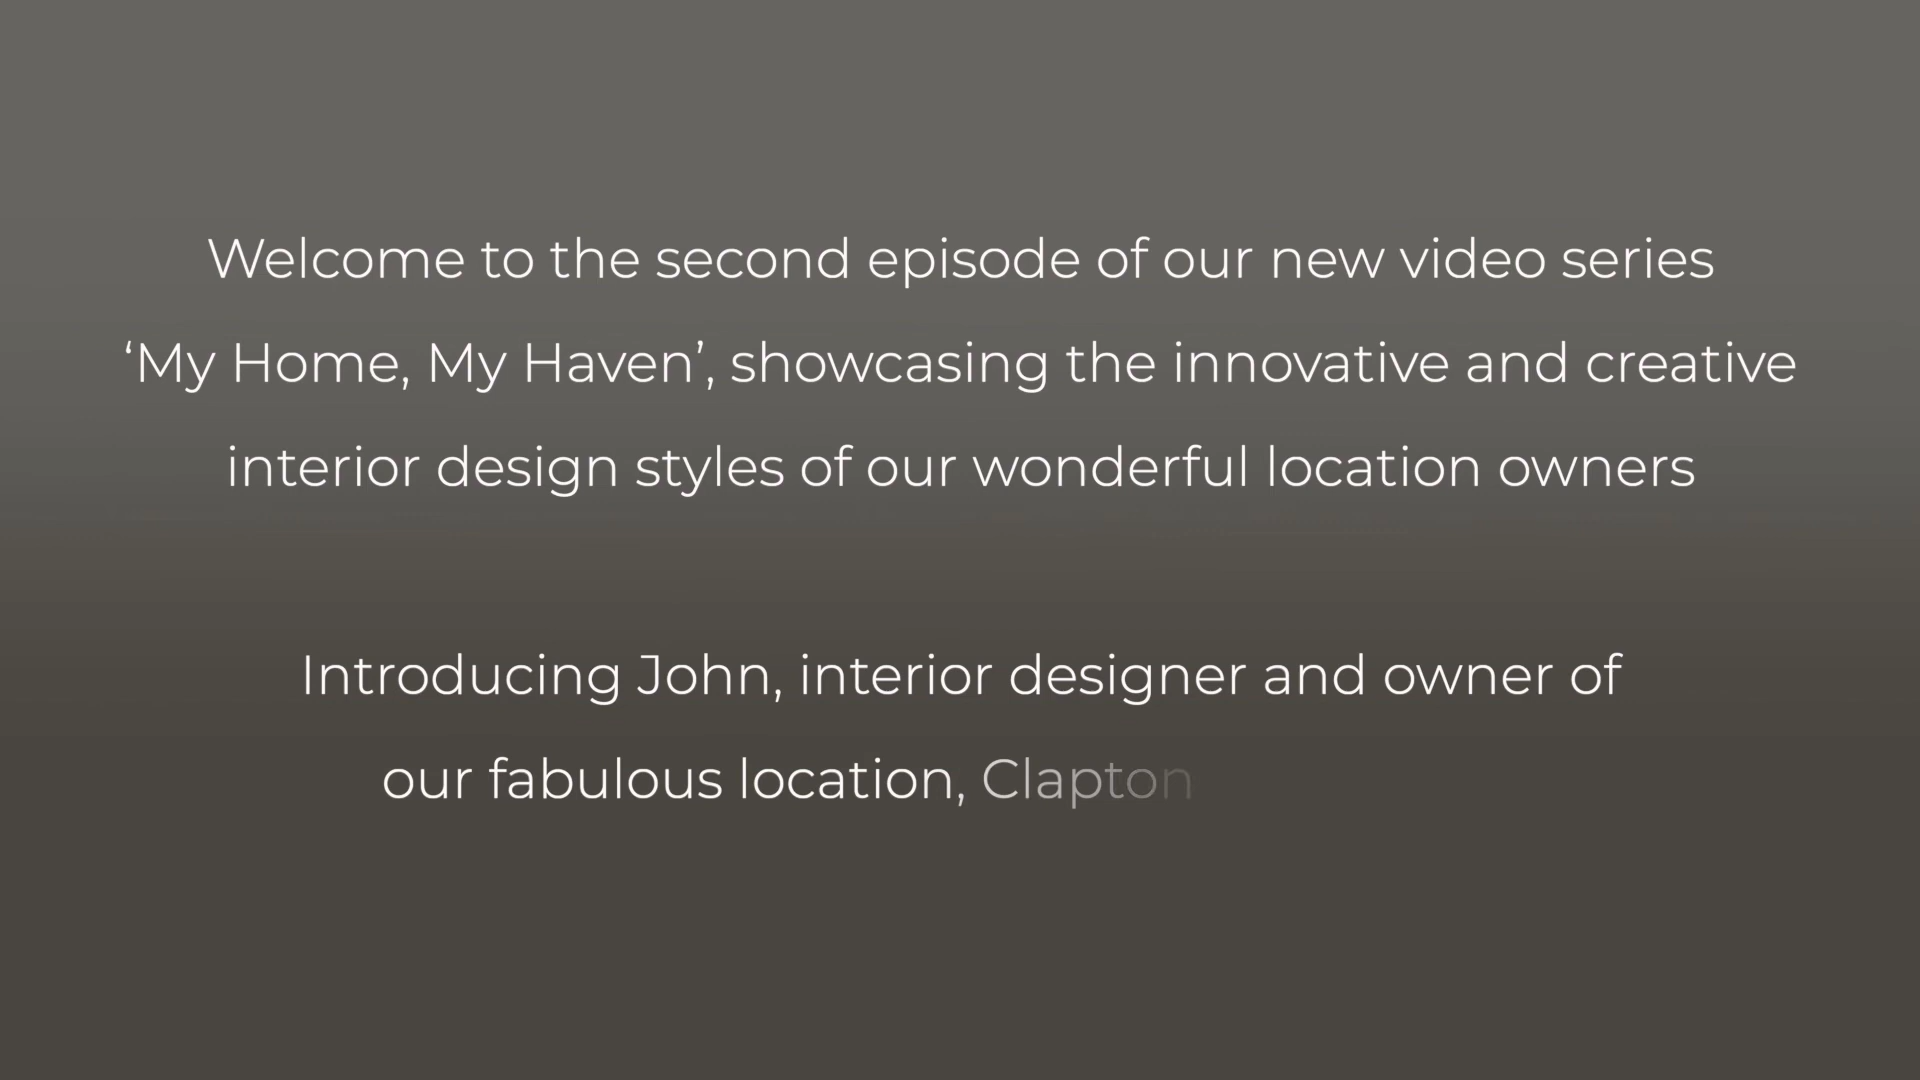 Welcome to the second episode of our new video series
‘My Home, My Haven’, showcasing the innovative and creative
interior design styles of our wonderful location owners
Introducing John, interior designer and owner of
our fabulous location, Clapton